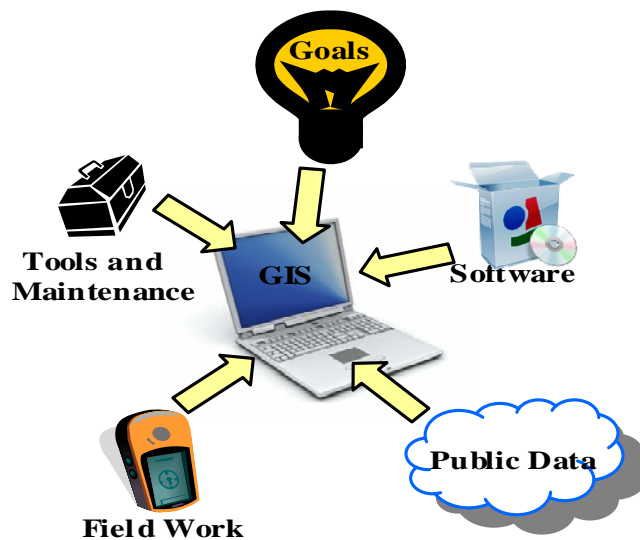 Goals
Tools and
Maintenance
GIS
Software
Public Data
Field Work